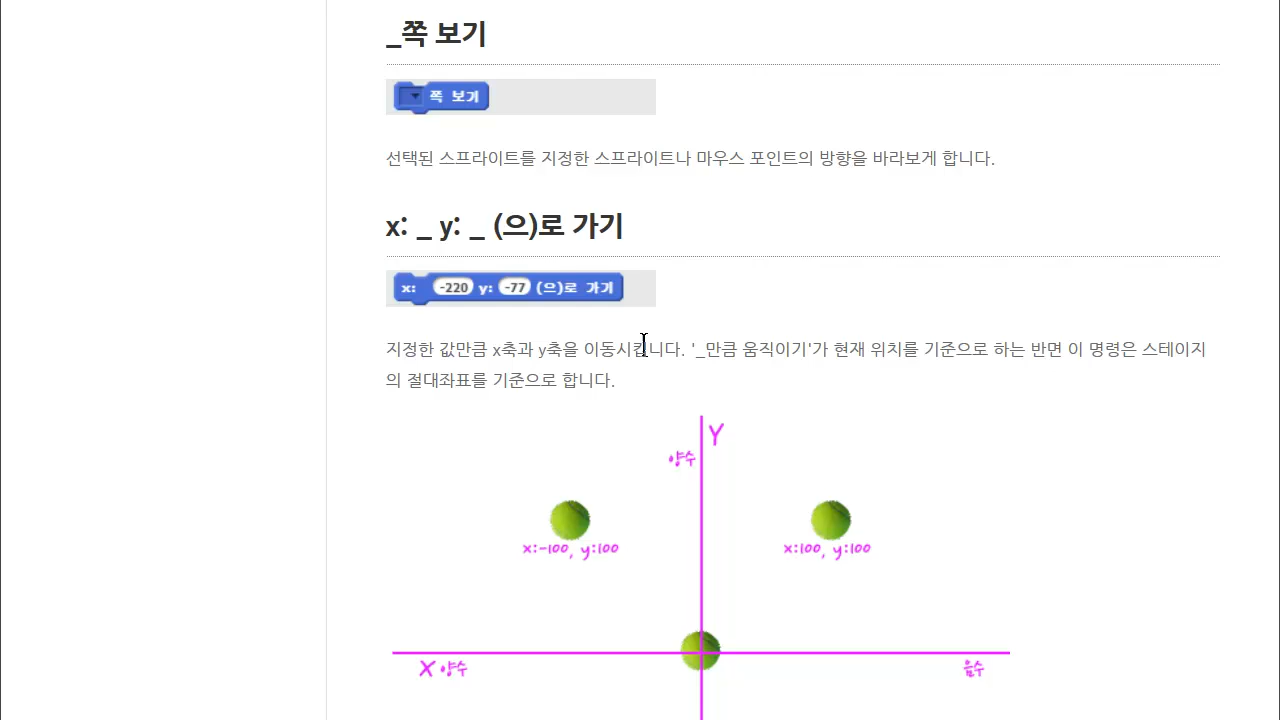 _쪽 보기
쪽 보기
선택된 스프라이트를 지정한 스프라이트나 마우스 포인트의 방향을 바라보게 합니다.
x: _ y: _ (으)로 가기
x: -220 y: -77 (으)로 가기
지정한 값만큼 x축과 y축을 이동시킵니다. '_만큼 움직이기'가 현재 위치를 기준으로 하는 반면 이 명령은 스테이지
의 절대좌표를 기준으로 합니다.
Y
양수
x:-100, y:100
x:100, y:100
X 양수
음수